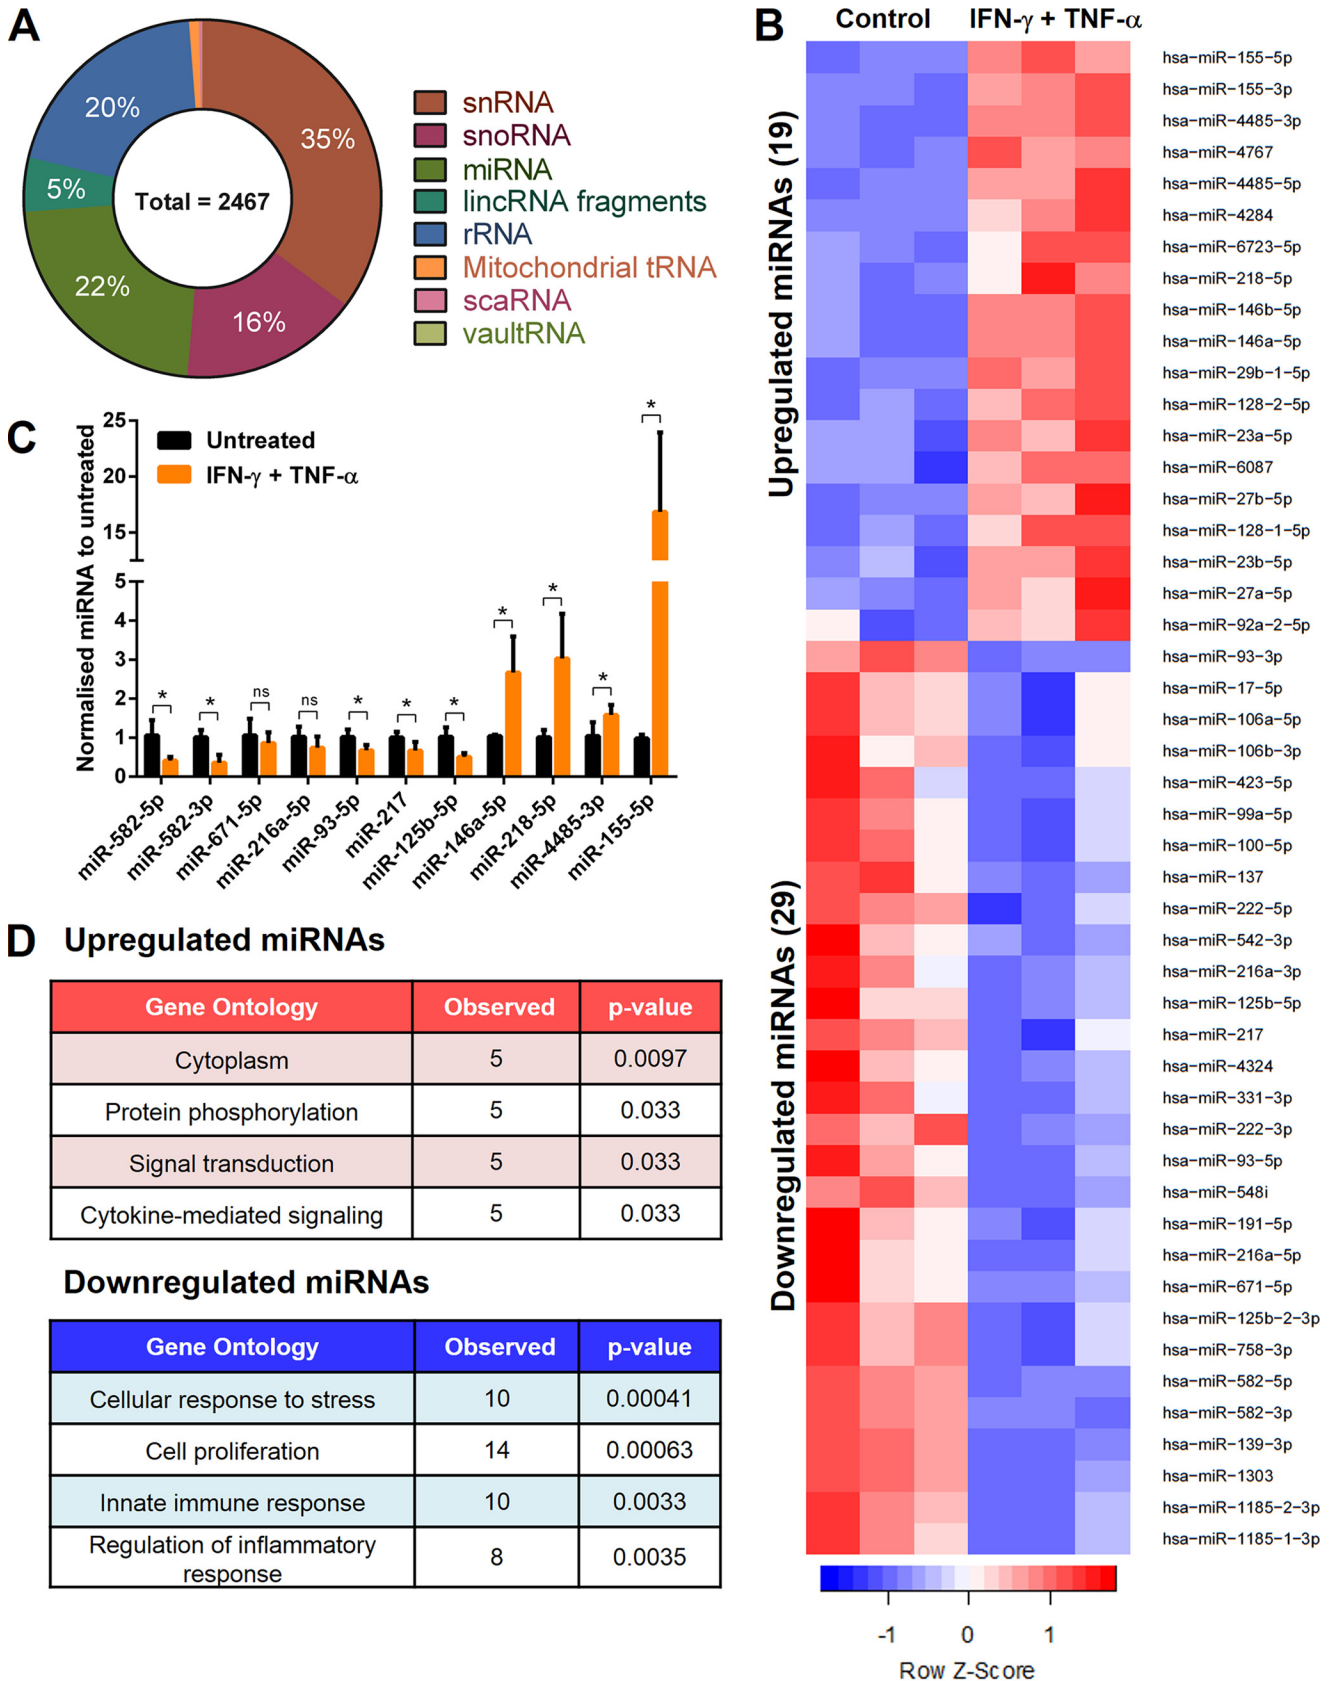 A
35%
16%
22%
5%
20%
Total = 2467
snRNA
snoRNA
miRNA
lincRNA fragments
rRNA
Mitochondrial tRNA
scaRNA
vaultRNA
B
Control IFN-γ + TNF-α
Upregulated miRNAs (19)
Downregulated miRNAs (29)
hsa-miR-155-5p
hsa-miR-155-3p
hsa-miR-4485-3p
hsa-miR-4767
hsa-miR-4485-5p
hsa-miR-4284
hsa-miR-6723-5p
hsa-miR-218-5p
hsa-miR-146b-5p
hsa-miR-146a-5p
hsa-miR-29b-1-5p
hsa-miR-128-2-5p
hsa-miR-23a-5p
hsa-miR-6087
hsa-miR-27b-5p
hsa-miR-128-1-5p
hsa-miR-23b-5p
hsa-miR-27a-5p
hsa-miR-92a-2-5p
hsa-miR-93-3p
hsa-miR-17-5p
hsa-miR-106a-5p
hsa-miR-106b-3p
hsa-miR-423-5p
hsa-miR-99a-5p
hsa-miR-100-5p
hsa-miR-137
hsa-miR-222-5p
hsa-miR-542-3p
hsa-miR-216a-3p
hsa-miR-125b-5p
hsa-miR-217
hsa-miR-4324
hsa-miR-331-3p
hsa-miR-222-3p
hsa-miR-93-5p
hsa-miR-548i
hsa-miR-191-5p
hsa-miR-216a-5p
hsa-miR-671-5p
hsa-miR-125b-2-3p
hsa-miR-758-3p
hsa-miR-582-5p
hsa-miR-582-3p
hsa-miR-139-3p
hsa-miR-1303
hsa-miR-1185-2-3p
hsa-miR-1185-1-3p
-1 0 1
Row Z-Score
C
Normalised miRNA to untreated
25
20
15
5
4
3
2
1
0
Untreated
IFN-γ + TNF-α
* * ns ns * * * * * * *
miR-582-5p
miR-582-3p
miR-671-5p
miR-216a-5p
miR-93-5p
miR-217
miR-125b-5p
miR-146a-5p
miR-218-5p
miR-4485-3p
miR-155-5p
D
Upregulated miRNAs
Gene Ontology Observed p-value
Cytoplasm 5 0.0097
Protein phosphorylation 5 0.033
Signal transduction 5 0.033
Cytokine-mediated signaling 5 0.033
Downregulated miRNAs
Gene Ontology Observed p-value
Cellular response to stress 10 0.00041
Cell proliferation 14 0.00063
Innate immune response 10 0.0033
Regulation of inflammatory
response 8 0.0035